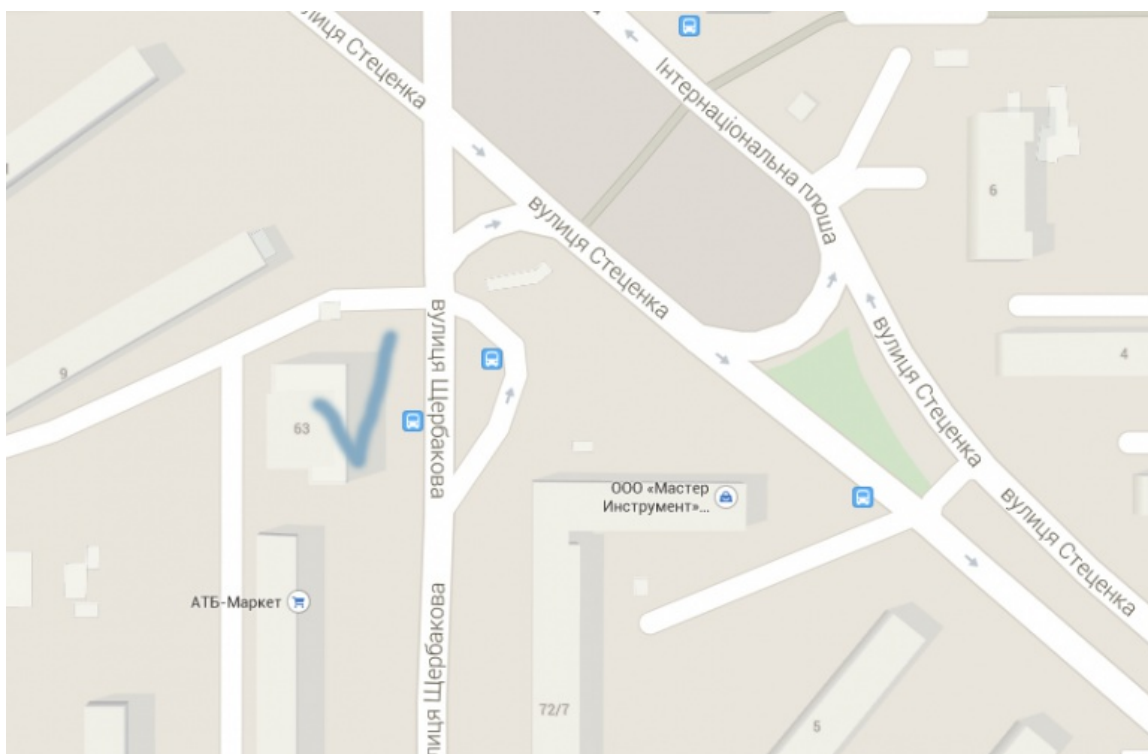 вулиця Стеценка
Інтернаціональна площа
вулиця Стеценка
6
вулиця Щербакова
вулиця Стеценка
4
9
63
ООО «Мастер
Инструмент»...
вулиця Стеценка
АТБ-Маркет
вулиця Щербакова
72/7
5